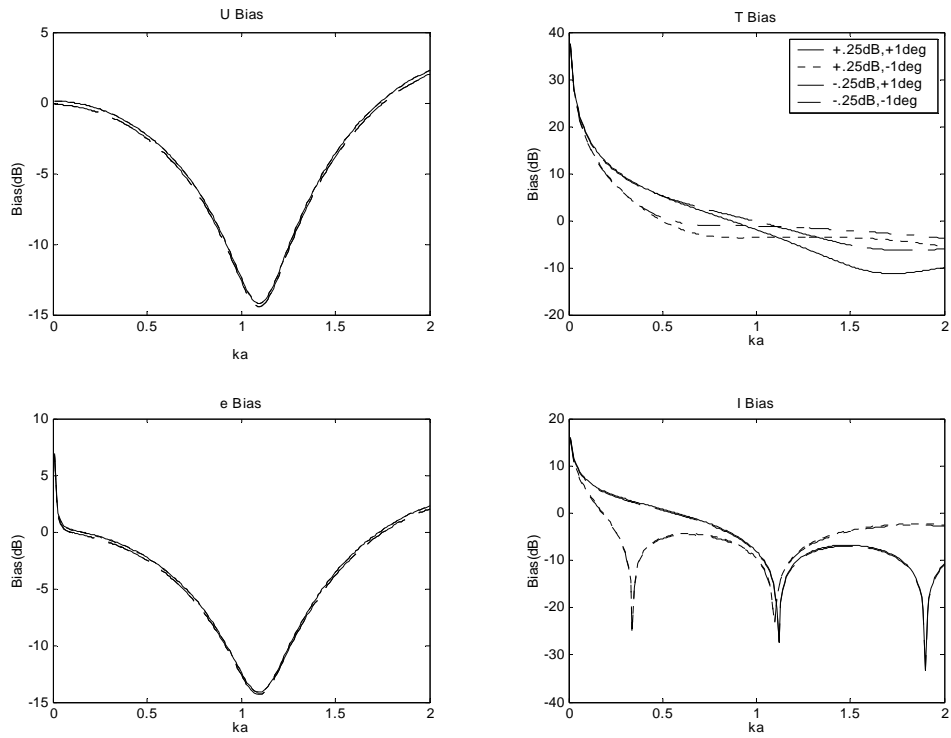 U Bias
5
0
-5
-10
-15
Bias(dB)
0
0.5
1
1.5
2
ka
T Bias
40
30
20
10
0
-10
-20
Bias(dB)
0
0.5
1
1.5
2
ka
+.25dB,+1deg
+.25dB,-1deg
-.25dB,+1deg
-.25dB,-1deg
e Bias
10
5
0
-5
-10
-15
Bias(dB)
0
0.5
1
1.5
2
ka
I Bias
20
10
0
-10
-20
-30
-40
Bias(dB)
0
0.5
1
1.5
2
ka